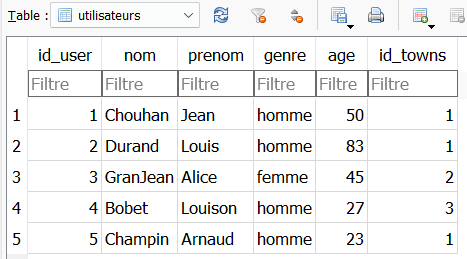 Table : utilisateurs
id_user nom prenom genre age id_towns
Filtre Filtre Filtre Filtre Filtre Filtre
1 1 Chouhan Jean homme 50 1
2 2 Durand Louis homme 83 1
3 3 GranJean Alice femme 45 2
4 4 Bobet Louison homme 27 3
5 5 Champin Arnaud homme 23 1